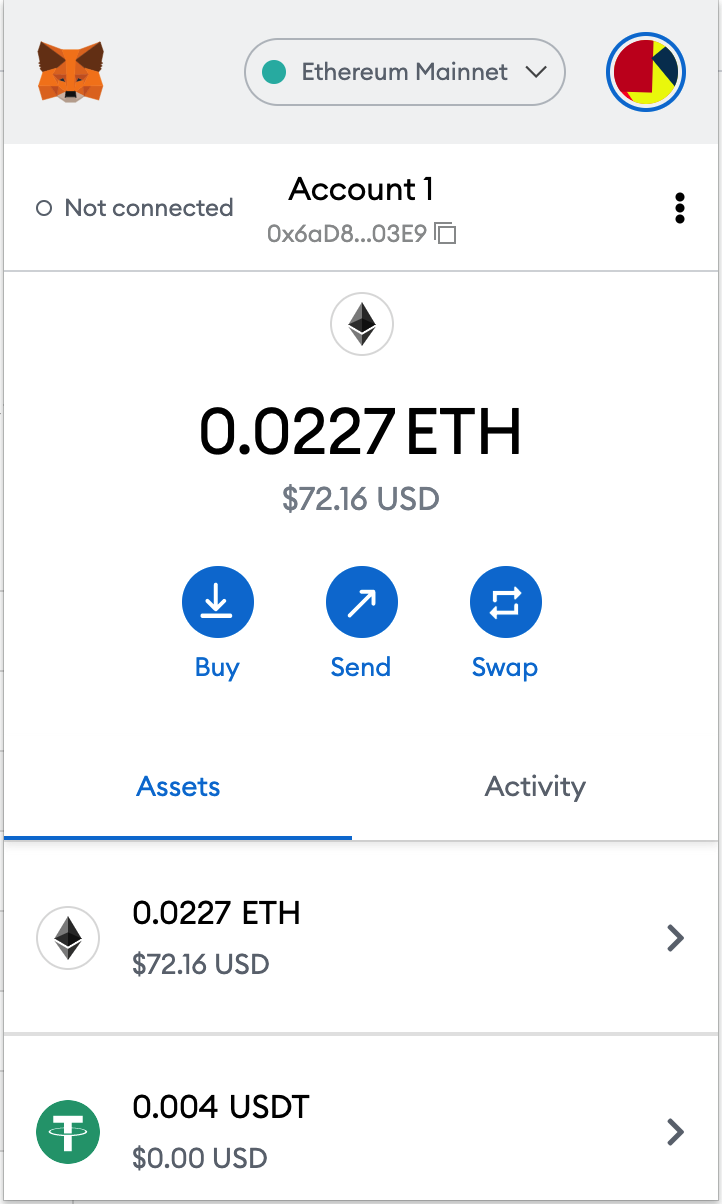 Ethereum Mainnet
Not connected
Account 1
0x6aD8...03E9
0.0227 ETH
$72.16 USD
Buy
Send
Swap
Assets
Activity
0.0227 ETH
$72.16 USD
0.004 USDT
$0.00 USD